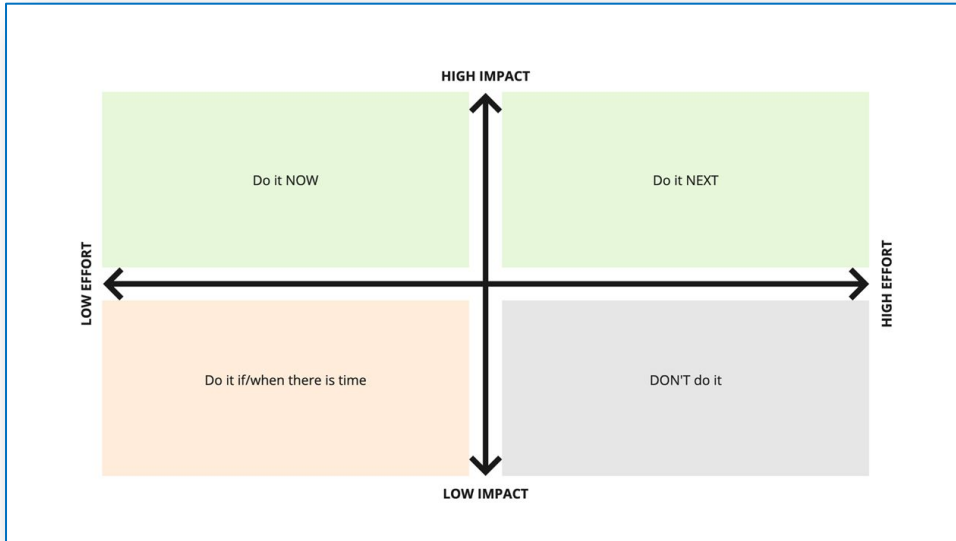 HIGH IMPACT
Do it NOW
Do it NEXT
LOW EFFORT
HIGH EFFORT
Do it if/when there is time
DON'T do it
LOW IMPACT